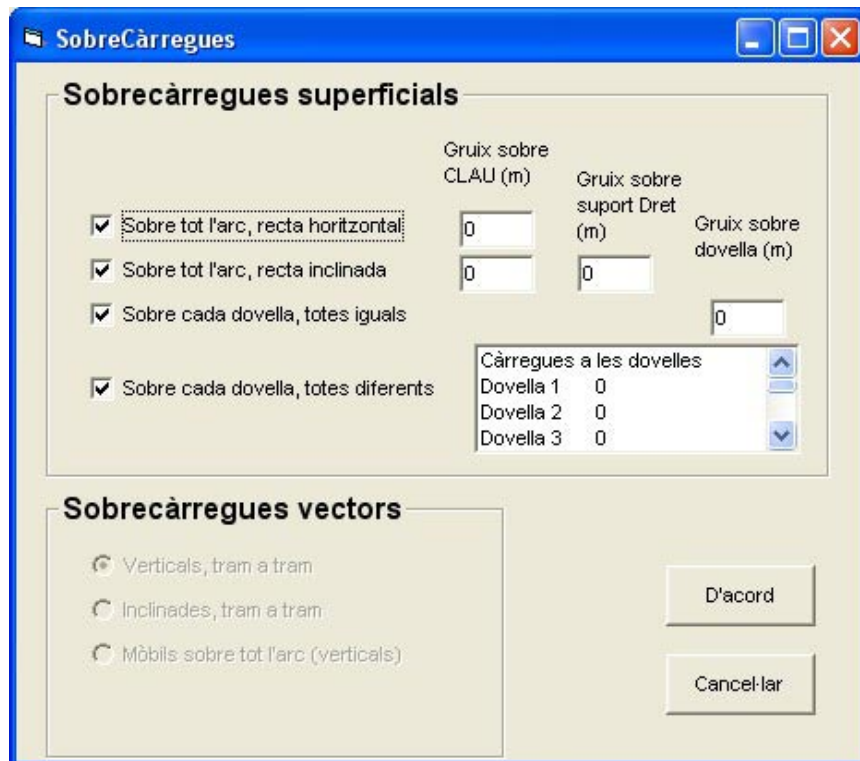 SobreCàrregues
Sobrecàrregues superficials
Gruix sobre
CLAU (m)
Gruix sobre
suport Dret
(m)
Gruix sobre
dovella (m)
Sobre tot l'arc, recta horitzontal
0
Sobre tot l'arc, recta inclinada
0
0
Sobre cada dovella, totes iguals
0
Sobre cada dovella, totes diferents
Càrregues a les dovelles
Dovella 1 0
Dovella 2 0
Dovella 3 0
Sobrecàrregues vectors
Verticals, tram a tram
Inclinades, tram a tram
Mòbils sobre tot l'arc (verticals)
D'acord
Cancel·lar